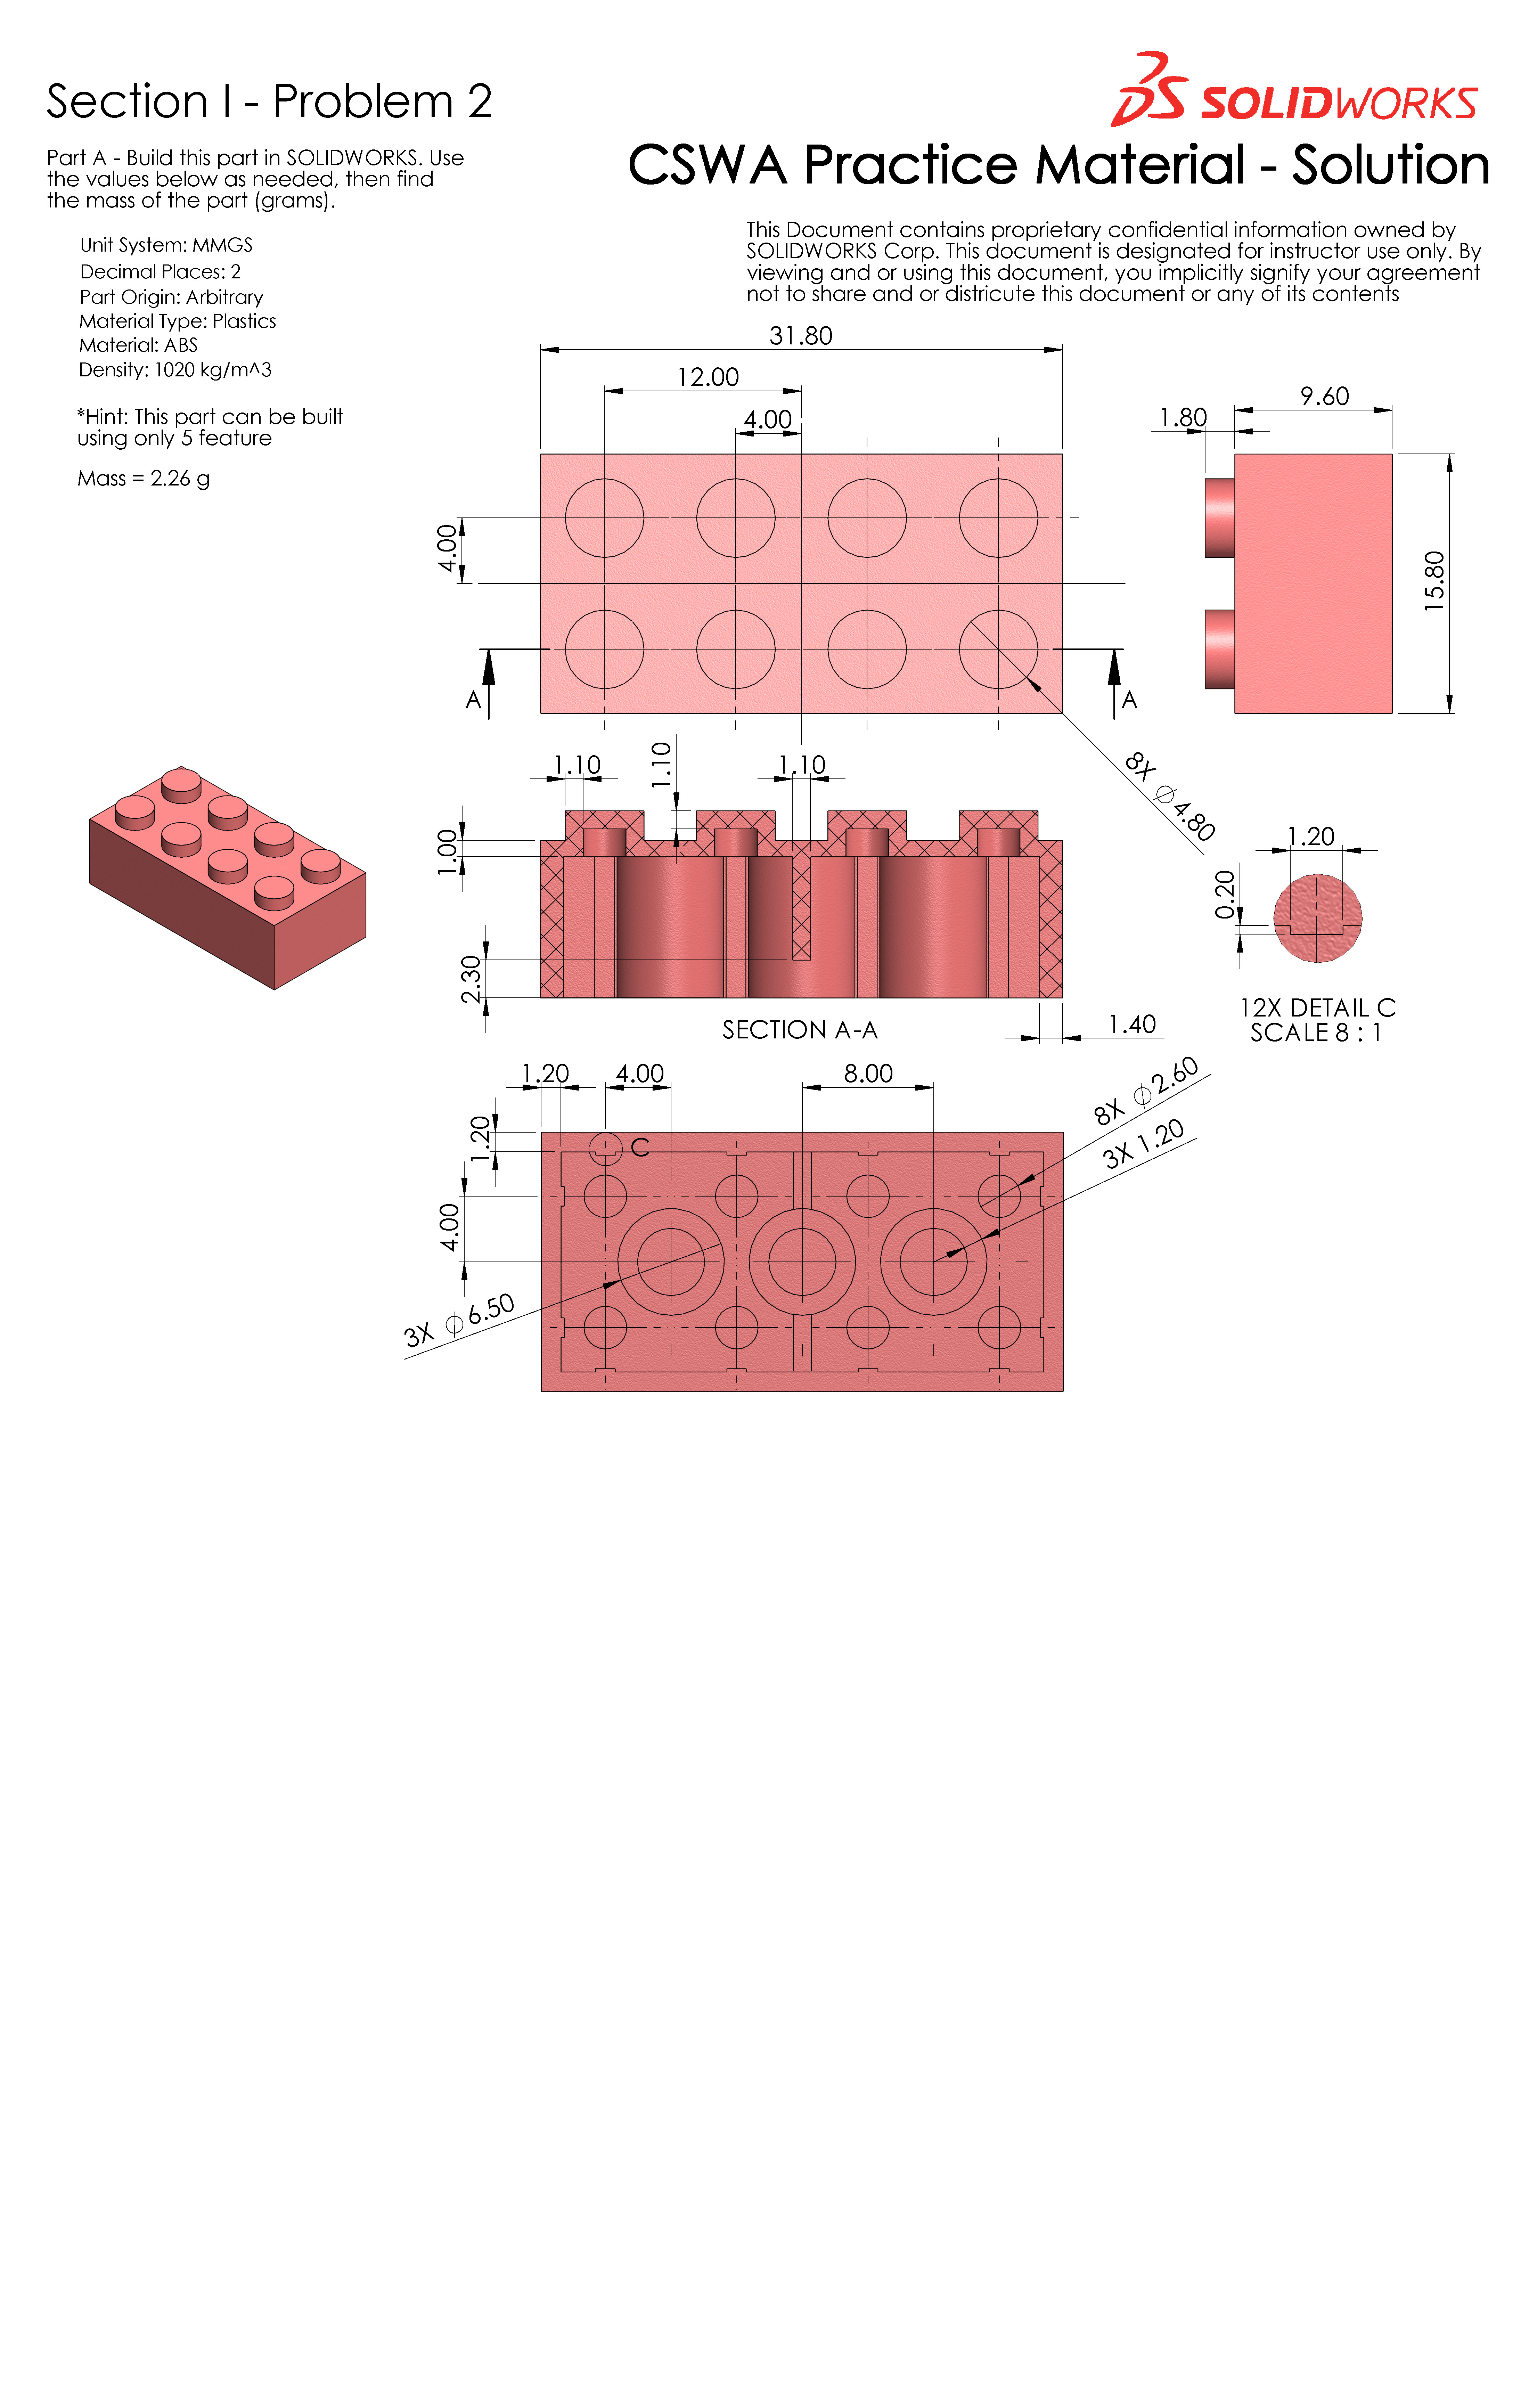 Section I - Problem 2
SOLIDWORKS
CSWA Practice Material - Solution
Part A - Build this part in SOLIDWORKS. Use
the values below as needed, then find
the mass of the part (grams).
Unit System: MMGS
Decimal Places: 2
Part Origin: Arbitrary
Material Type: Plastics
Material: ABS
Density: 1020 kg/m^3
*Hint: This part can be built
using only 5 feature
Mass = 2.26 g
This Document contains proprietary confidential information owned by
SOLIDWORKS Corp. This document is designated for instructor use only. By
viewing and or using this document, you implicitly signify your agreement
not to share and or districute this document or any of its contents
31.80
12.00
4.00
4.00
A
A
8X ∅4.80
1.80
9.60
15.80
1.10
1.10
1.10
1.00
2.30
SECTION A-A
1.40
1.20
0.20
12X DETAIL C
SCALE 8 : 1
1.20
4.00
8.00
8X ∅2.60
3X 1.20
1.20
C
4.00
3X ∅6.50